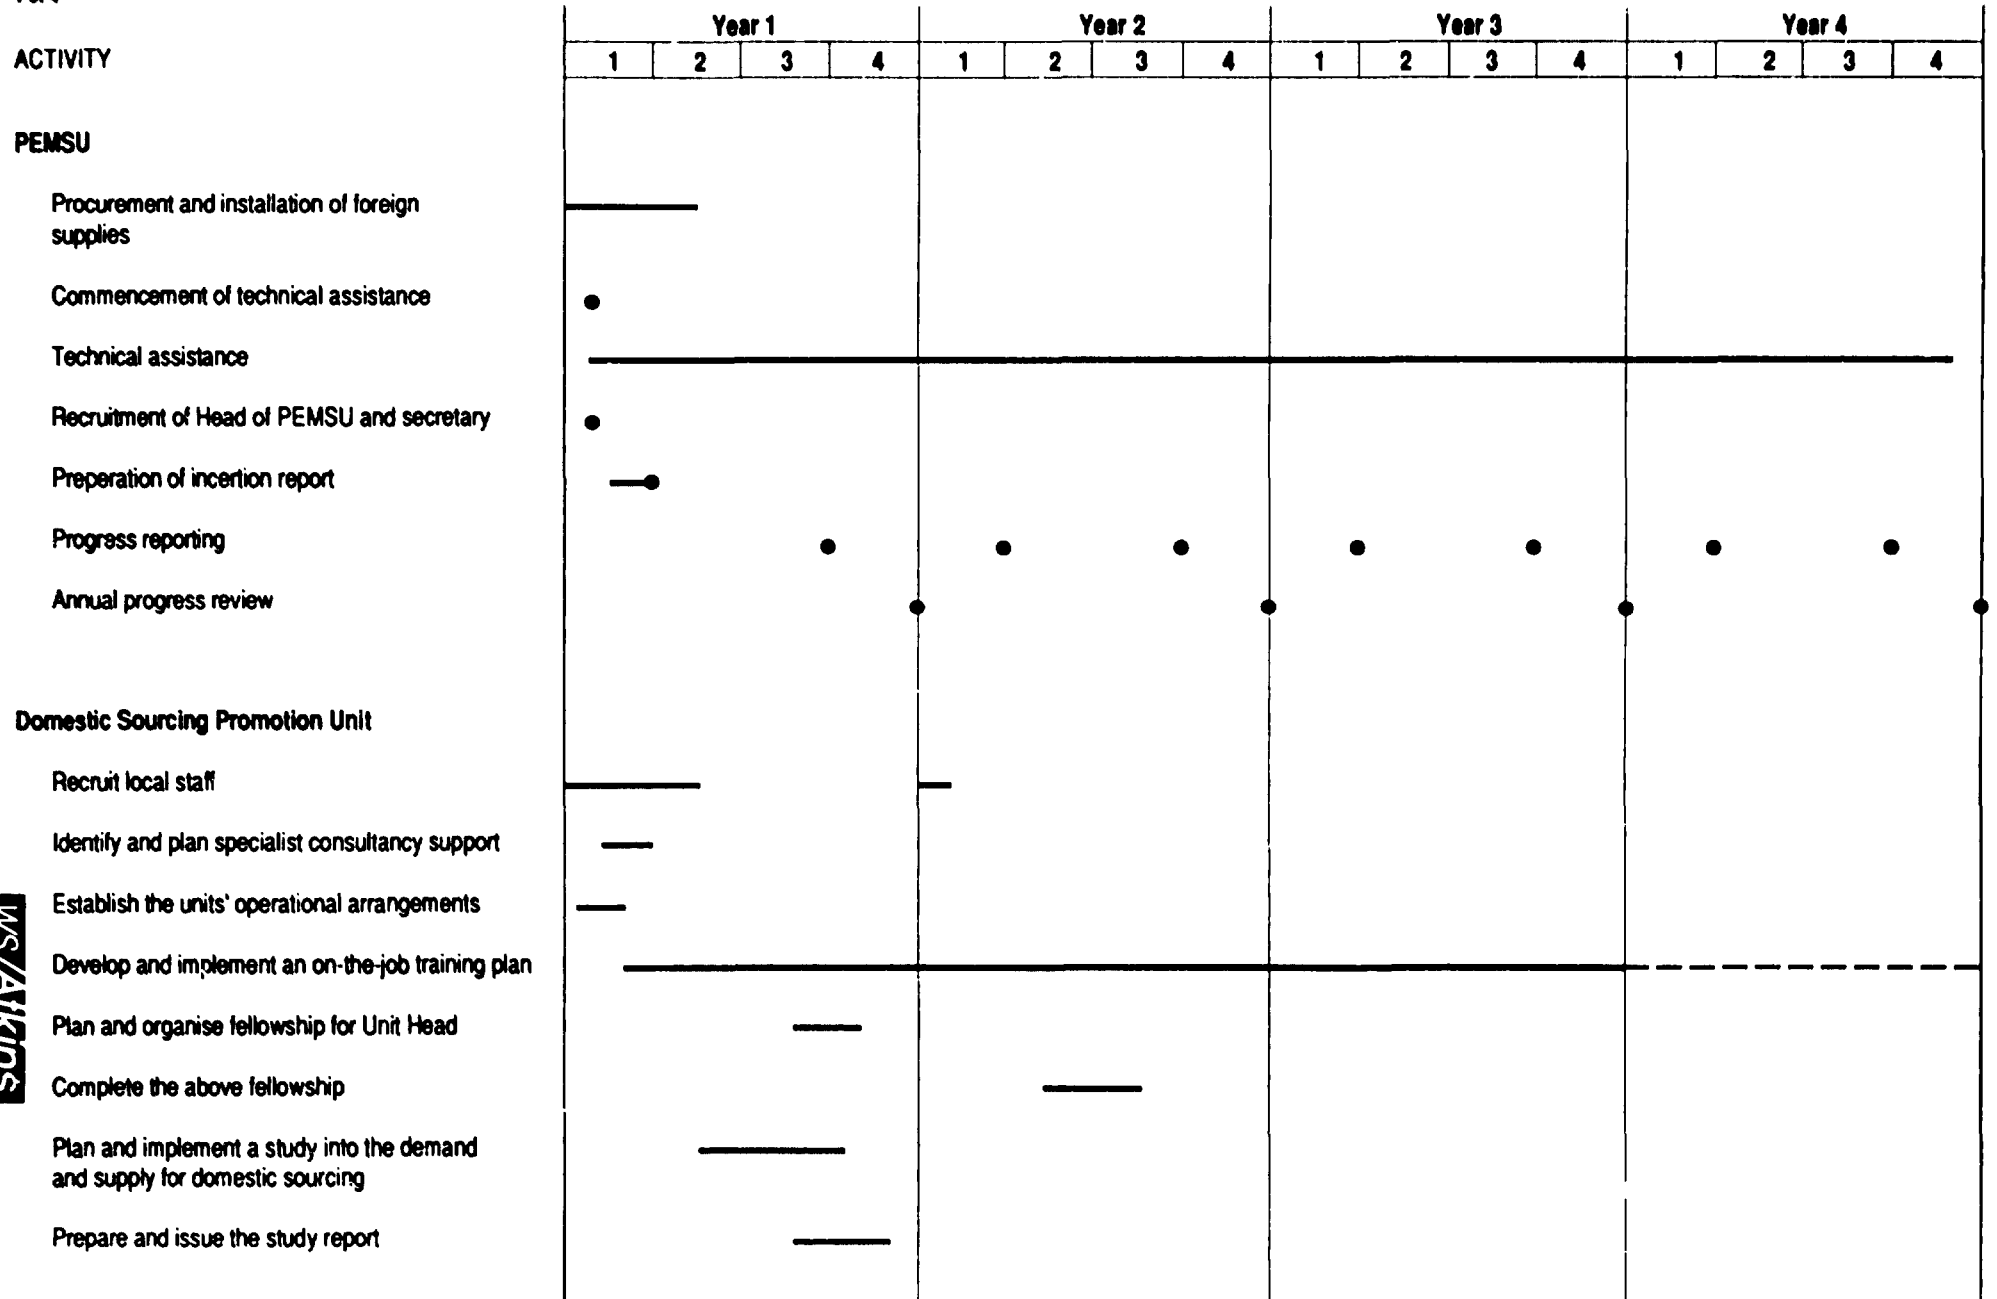 Year 1 Year 2 Year 3 Year 4
ACTIVITY 1 2 3 4 1 2 3 4 1 2 3 4 1 2 3 4
PEMSU
Procurement and installation of foreign
supplies
Commencement of technical assistance
Technical assistance
Recruitment of Head of PEMSU and secretary
Preperation of incertion report
Progress reporting
Annual progress review
Domestic Sourcing Promotion Unit
Recruit local staff
Identify and plan specialist consultancy support
Establish the units' operational arrangements
Develop and implement an on-the-job training plan
Plan and organise fellowship for Unit Head
Complete the above fellowship
Plan and implement a study into the demand
and supply for domestic sourcing
Prepare and issue the study report
WS/Atkins